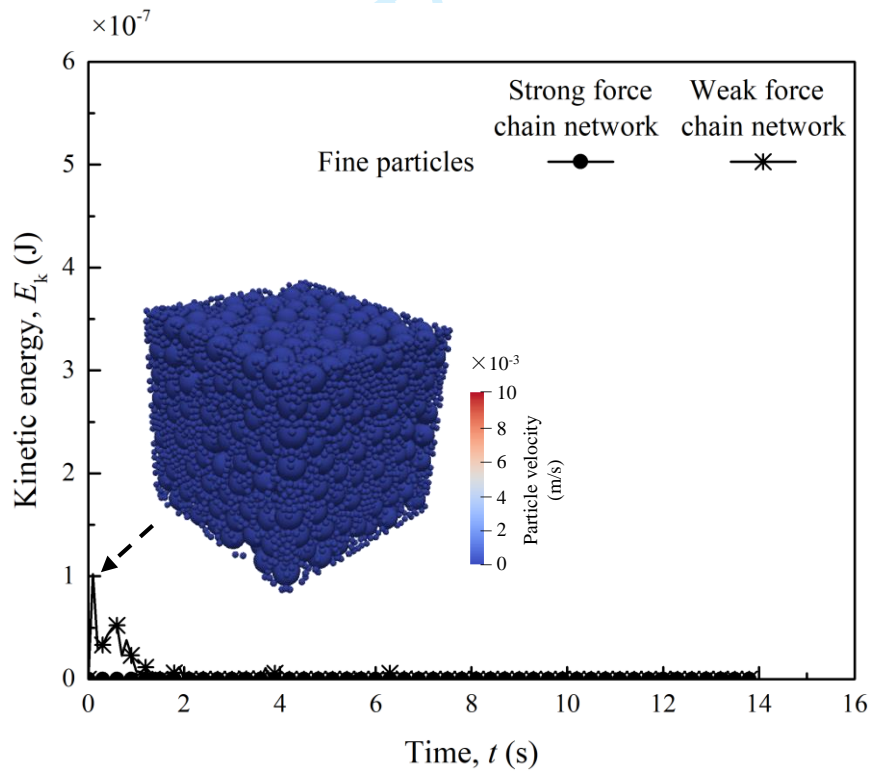 ×10⁻⁷
Strong force Weak force
chain network chain network
Fine particles
Kinetic energy, Eₖ (J)
6
5
4
3
2
1
0
×10⁻³
10
8
6
4
2
0
Particle velocity
(m/s)
0 2 4 6 8 10 12 14 16
Time, t (s)